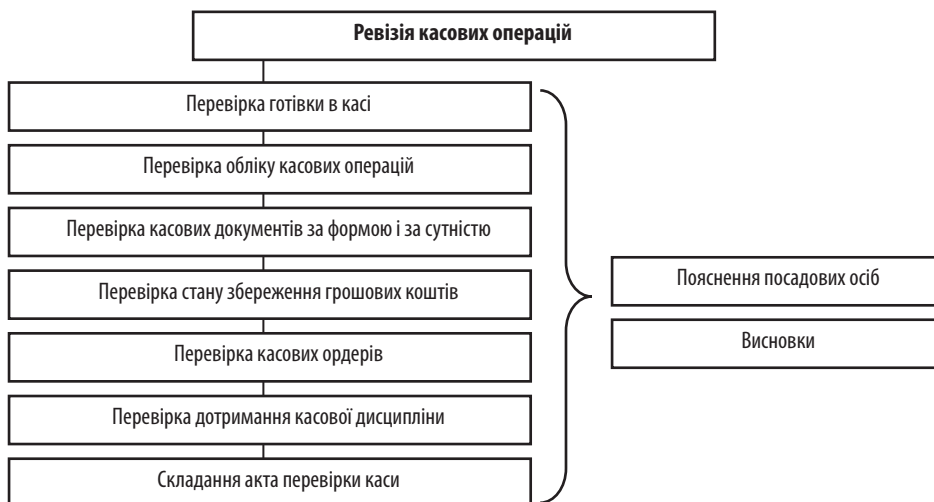 Ревізія касових операцій
Перевірка готівки в касі
Перевірка обліку касових операцій
Перевірка касових документів за формою і за сутністю
Перевірка стану збереження грошових коштів
Перевірка касових ордерів
Перевірка дотримання касової дисципліни
Складання акта перевірки каси
Пояснення посадових осіб
Висновки